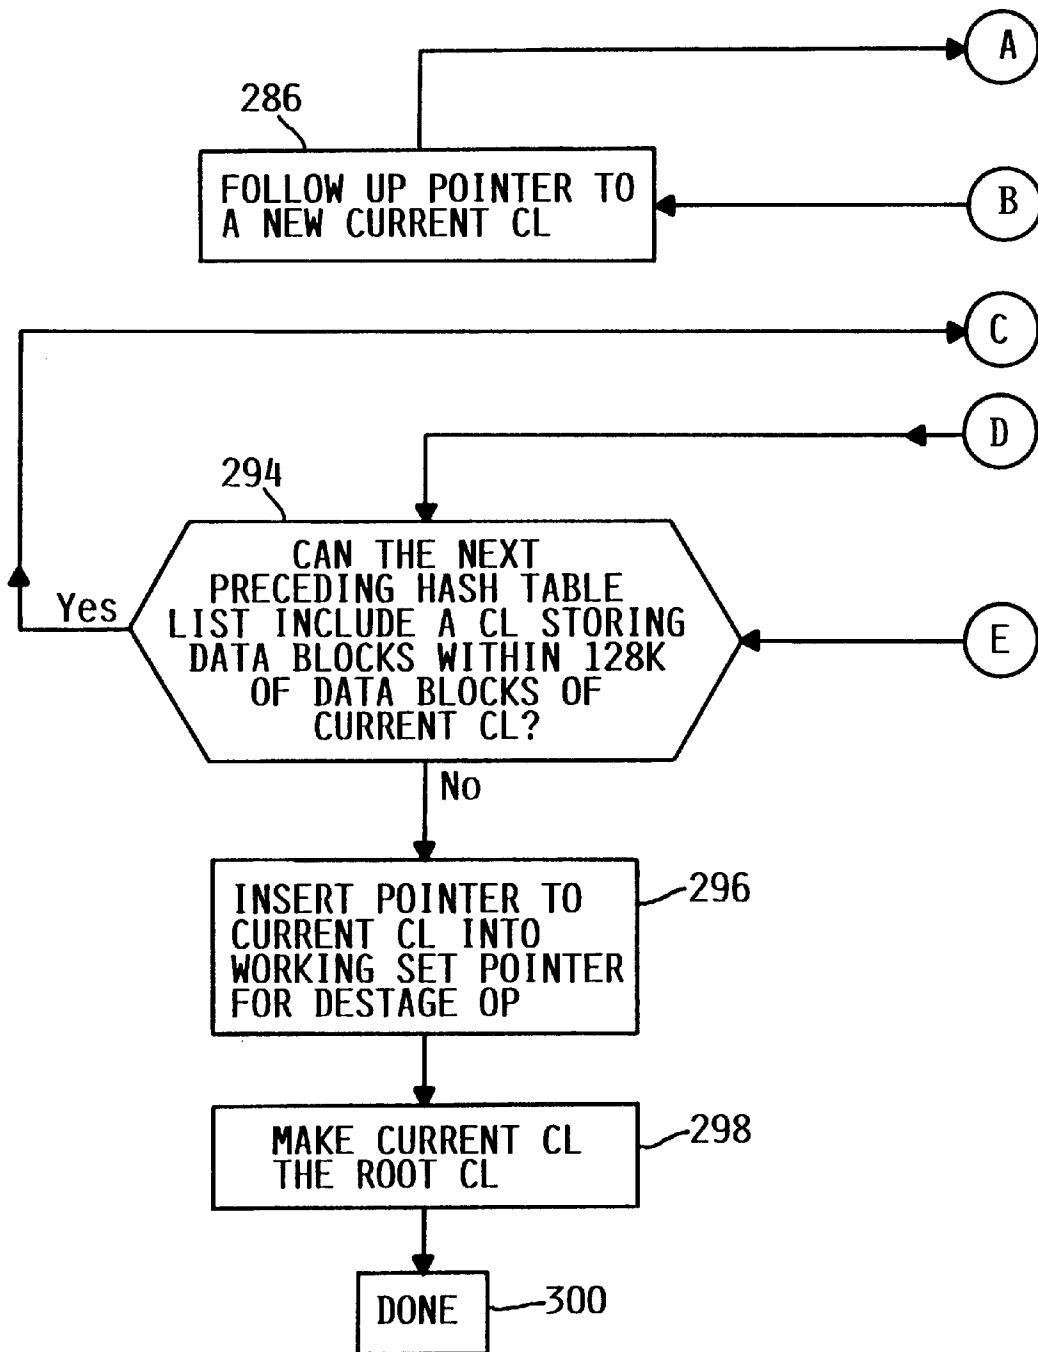 A
286
FOLLOW UP POINTER TO
A NEW CURRENT CL
B
C
D
294
CAN THE NEXT
PRECEDING HASH TABLE
LIST INCLUDE A CL STORING
DATA BLOCKS WITHIN 128K
OF DATA BLOCKS OF
CURRENT CL?
Yes
E
No
INSERT POINTER TO
CURRENT CL INTO
WORKING SET POINTER
FOR DESTAGE OP
296
MAKE CURRENT CL
THE ROOT CL
298
DONE
300